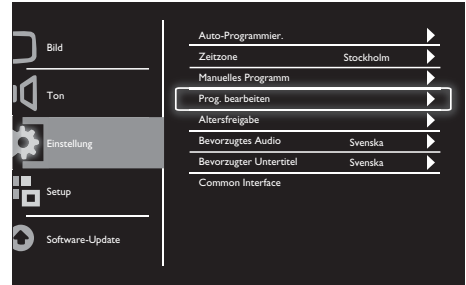 Bild
Ton
Einstellung
Setup
Software-Update
Auto-Programmier.
Zeitzone Stockholm
Manuelles Programm
Prog. bearbeiten
Altersfreigabe
Bevorzugtes Audio Svenska
Bevorzugter Untertitel Svenska
Common Interface